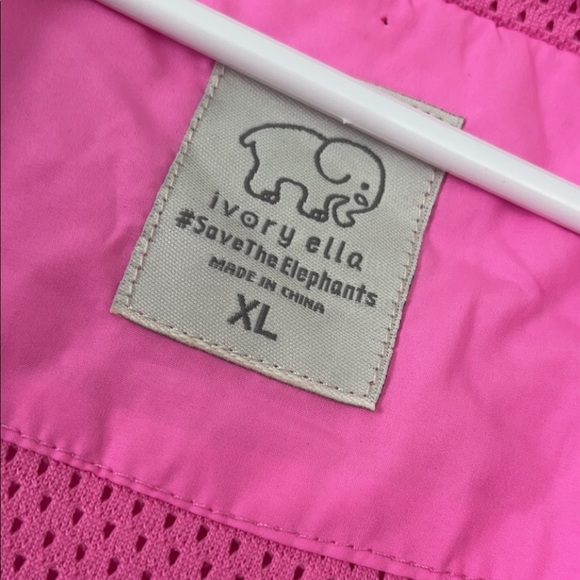 ivory ella
#SaveTheElephants
MADE IN CHINA
XL